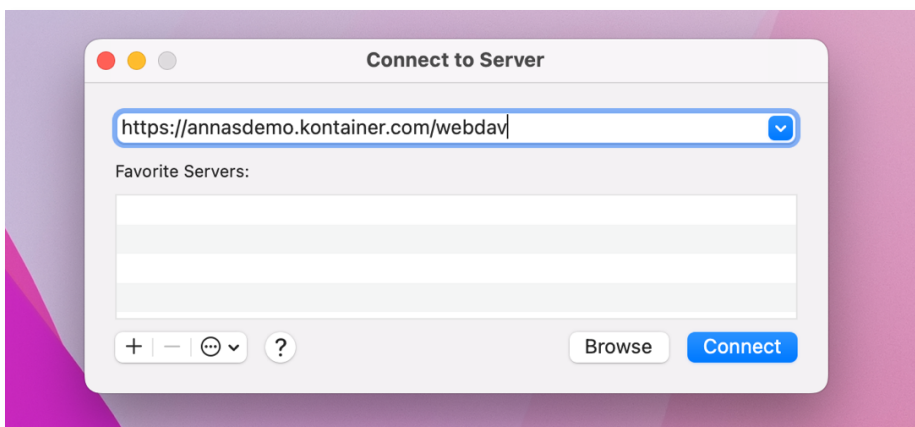 Connect to Server
https://annasdemo.kontainer.com/webdav
Favorite Servers:
?
Browse
Connect